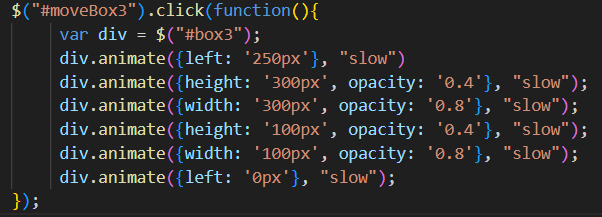 $("#moveBox3").click(function(){
var div = $("#box3");
div.animate({left: '250px'}, "slow")
div.animate({height: '300px', opacity: '0.4'}, "slow");
div.animate({width: '300px', opacity: '0.8'}, "slow");
div.animate({height: '100px', opacity: '0.4'}, "slow");
div.animate({width: '100px', opacity: '0.8'}, "slow");
div.animate({left: '0px'}, "slow");
});